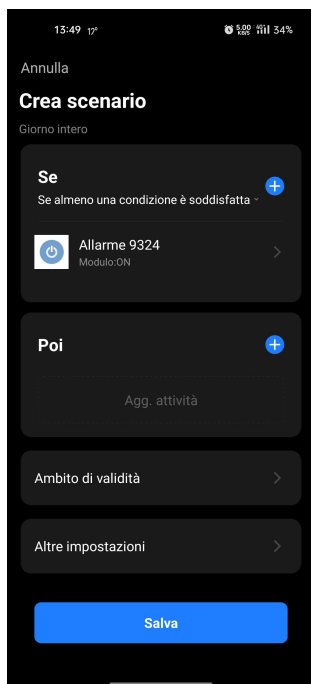 13:49 17° 5.00 KB/S 4G 34%
Annulla
Crea scenario
Giorno intero
Se
Se almeno una condizione è soddisfatta
Allarme 9324
Modulo:ON
Poi
Agg. attività
Ambito di validità
Altre impostazioni
Salva